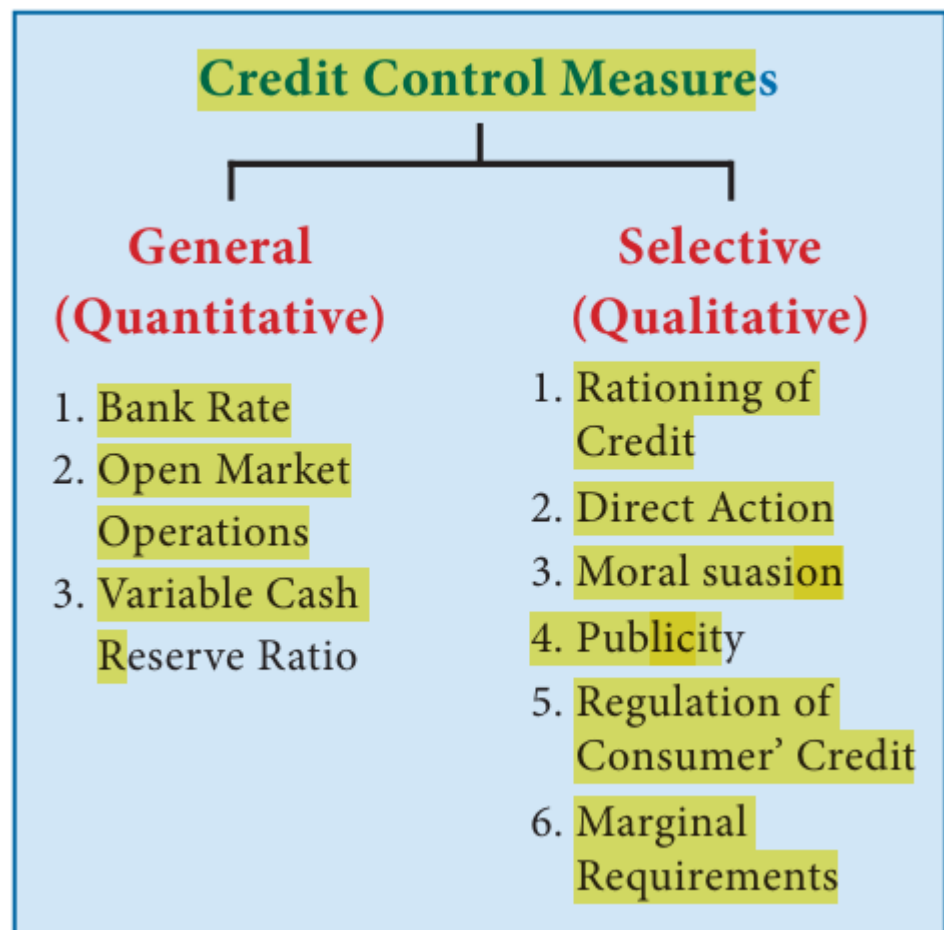 Credit Control Measures
General
(Quantitative)
1. Bank Rate
2. Open Market
Operations
3. Variable Cash
Reserve Ratio
Selective
(Qualitative)
1. Rationing of
Credit
2. Direct Action
3. Moral suasion
4. Publicity
5. Regulation of
Consumer’ Credit
6. Marginal
Requirements